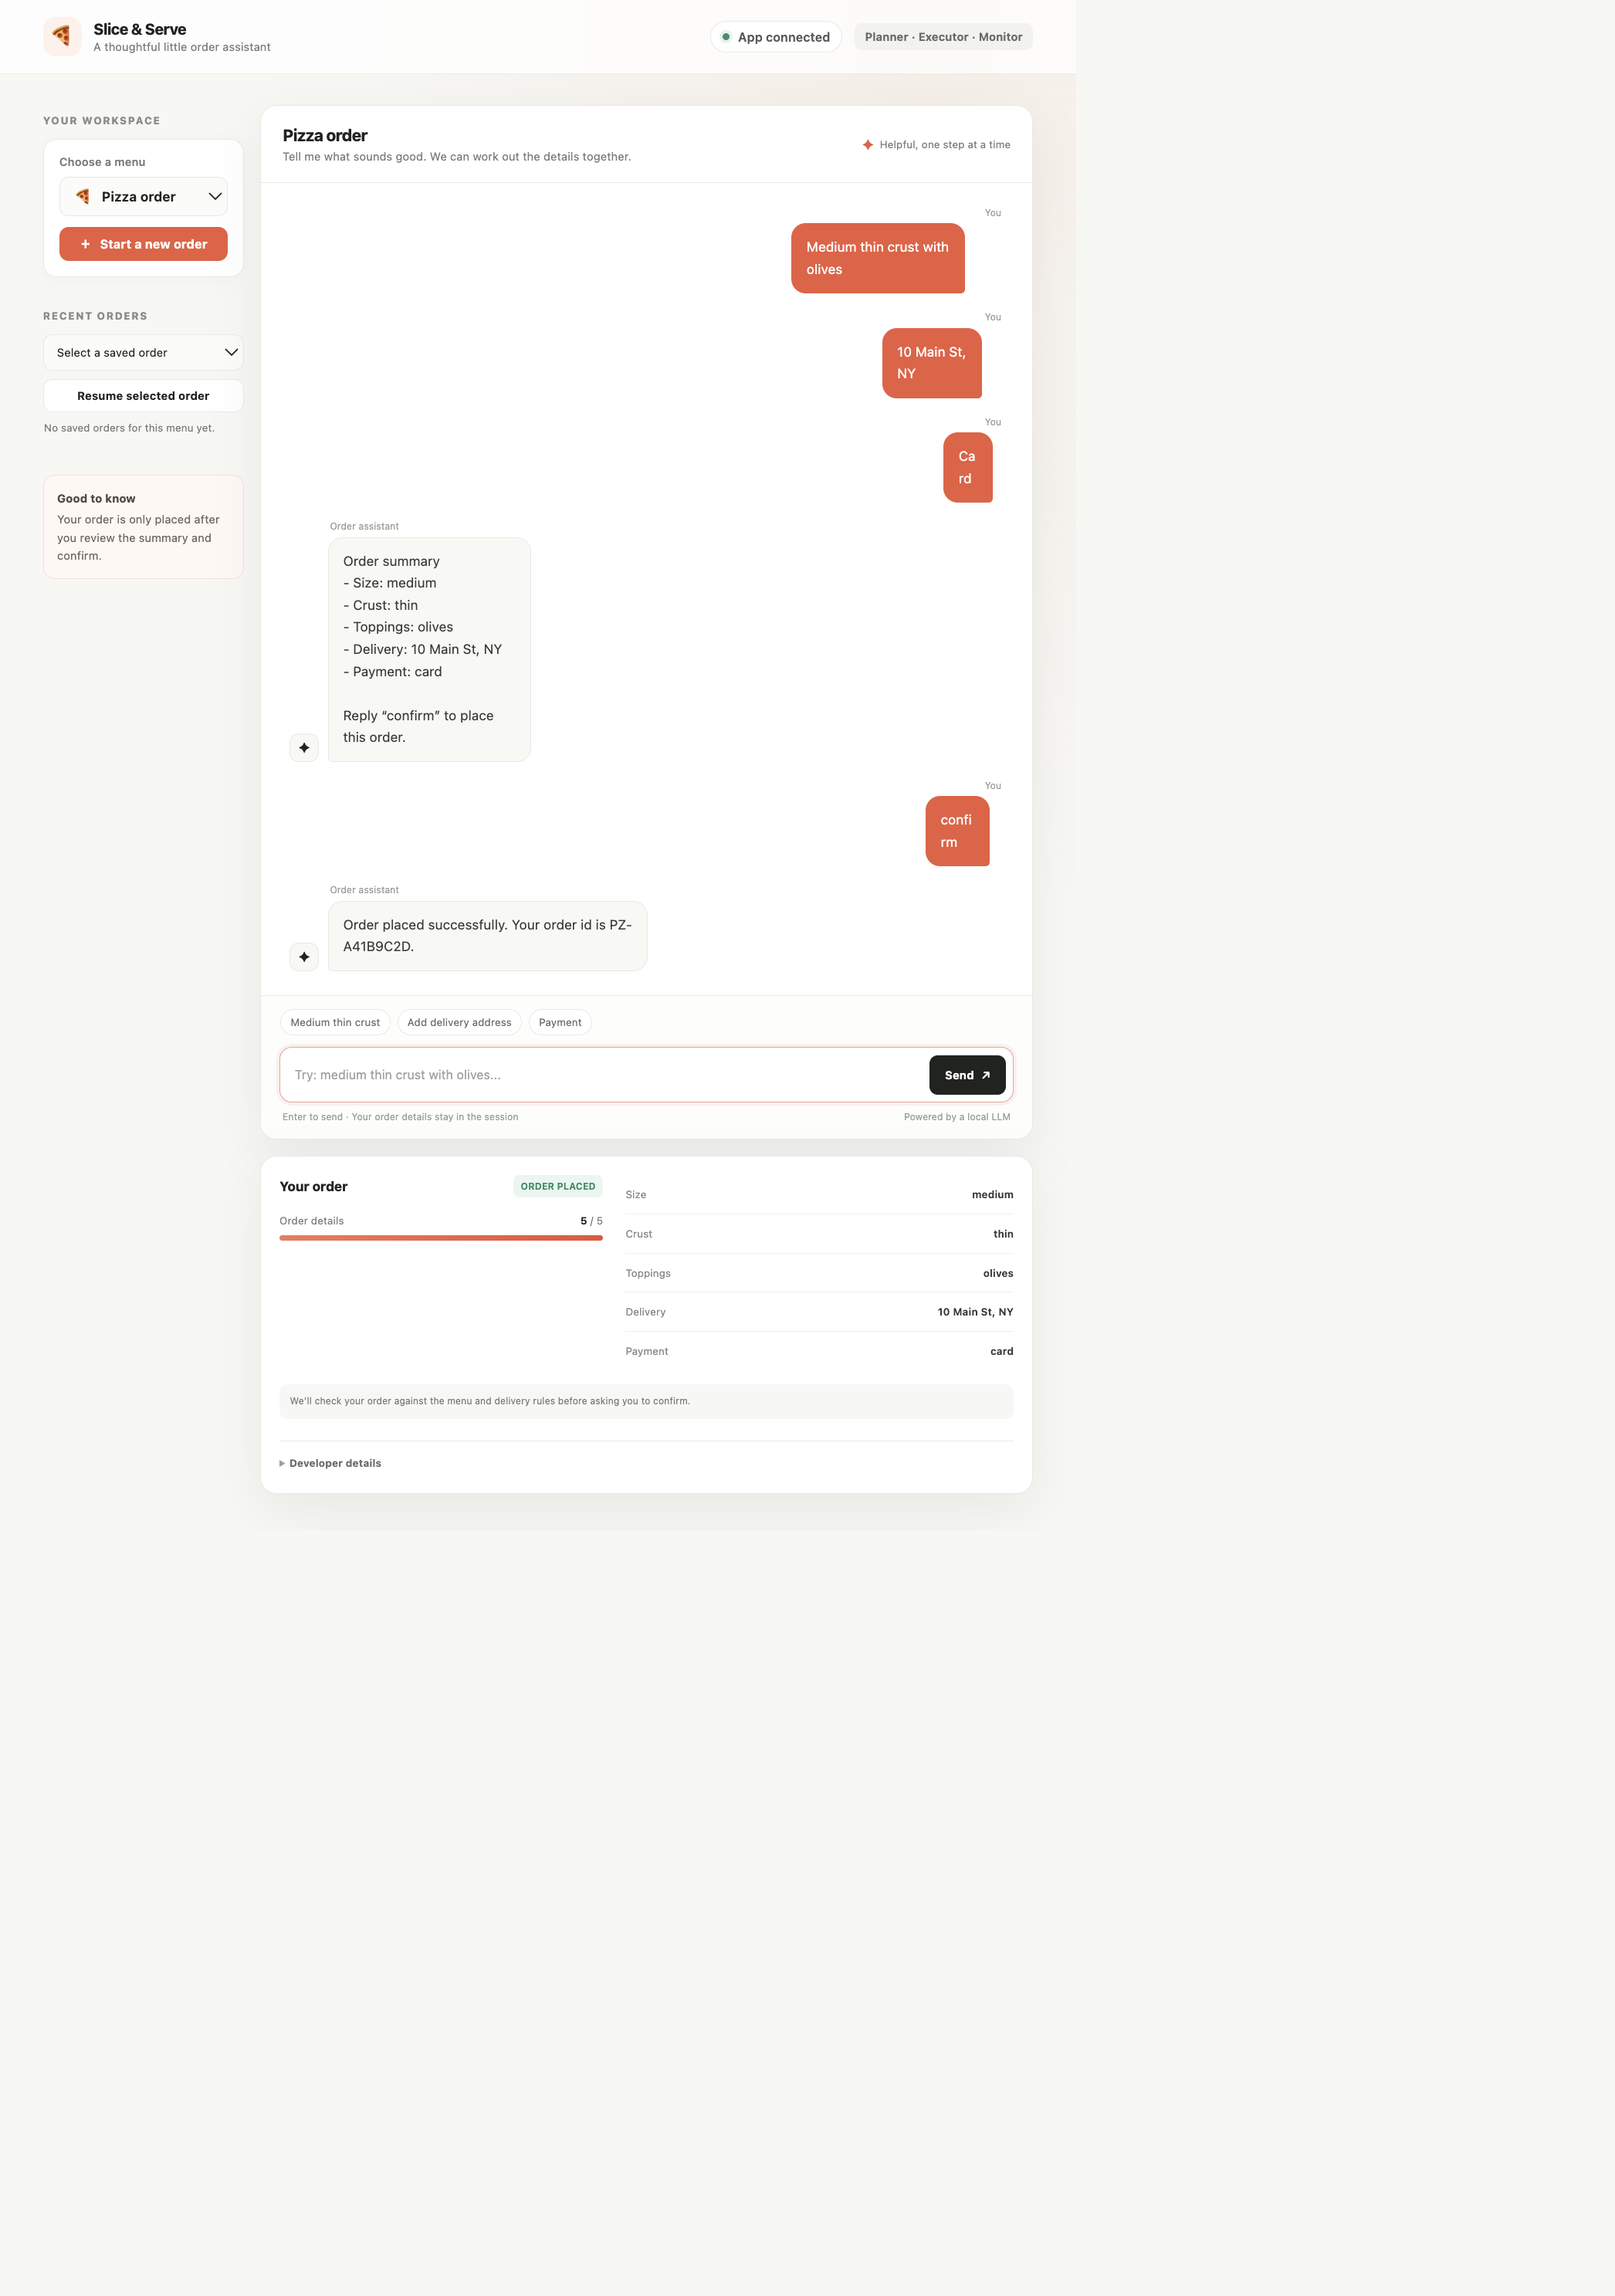 Slice & Serve
A thoughtful little order assistant
App connected
Planner · Executor · Monitor
YOUR WORKSPACE
Choose a menu
Pizza order
+ Start a new order
RECENT ORDERS
Select a saved order
Resume selected order
No saved orders for this menu yet.
Good to know
Your order is only placed after
you review the summary and
confirm.
Pizza order
Tell me what sounds good. We can work out the details together.
Helpful, one step at a time
You
Medium thin crust with
olives
You
10 Main St,
NY
You
Ca
rd
Order assistant
Order summary
- Size: medium
- Crust: thin
- Toppings: olives
- Delivery: 10 Main St, NY
- Payment: card
Reply “confirm” to place
this order.
You
confi
rm
Order assistant
Order placed successfully. Your order id is PZ-
A41B9C2D.
Medium thin crust
Add delivery address
Payment
Try: medium thin crust with olives...
Send ↗
Enter to send · Your order details stay in the session
Powered by a local LLM
Your order
ORDER PLACED
Order details
5 / 5
Size
medium
Crust
thin
Toppings
olives
Delivery
10 Main St, NY
Payment
card
We'll check your order against the menu and delivery rules before asking you to confirm.
Developer details